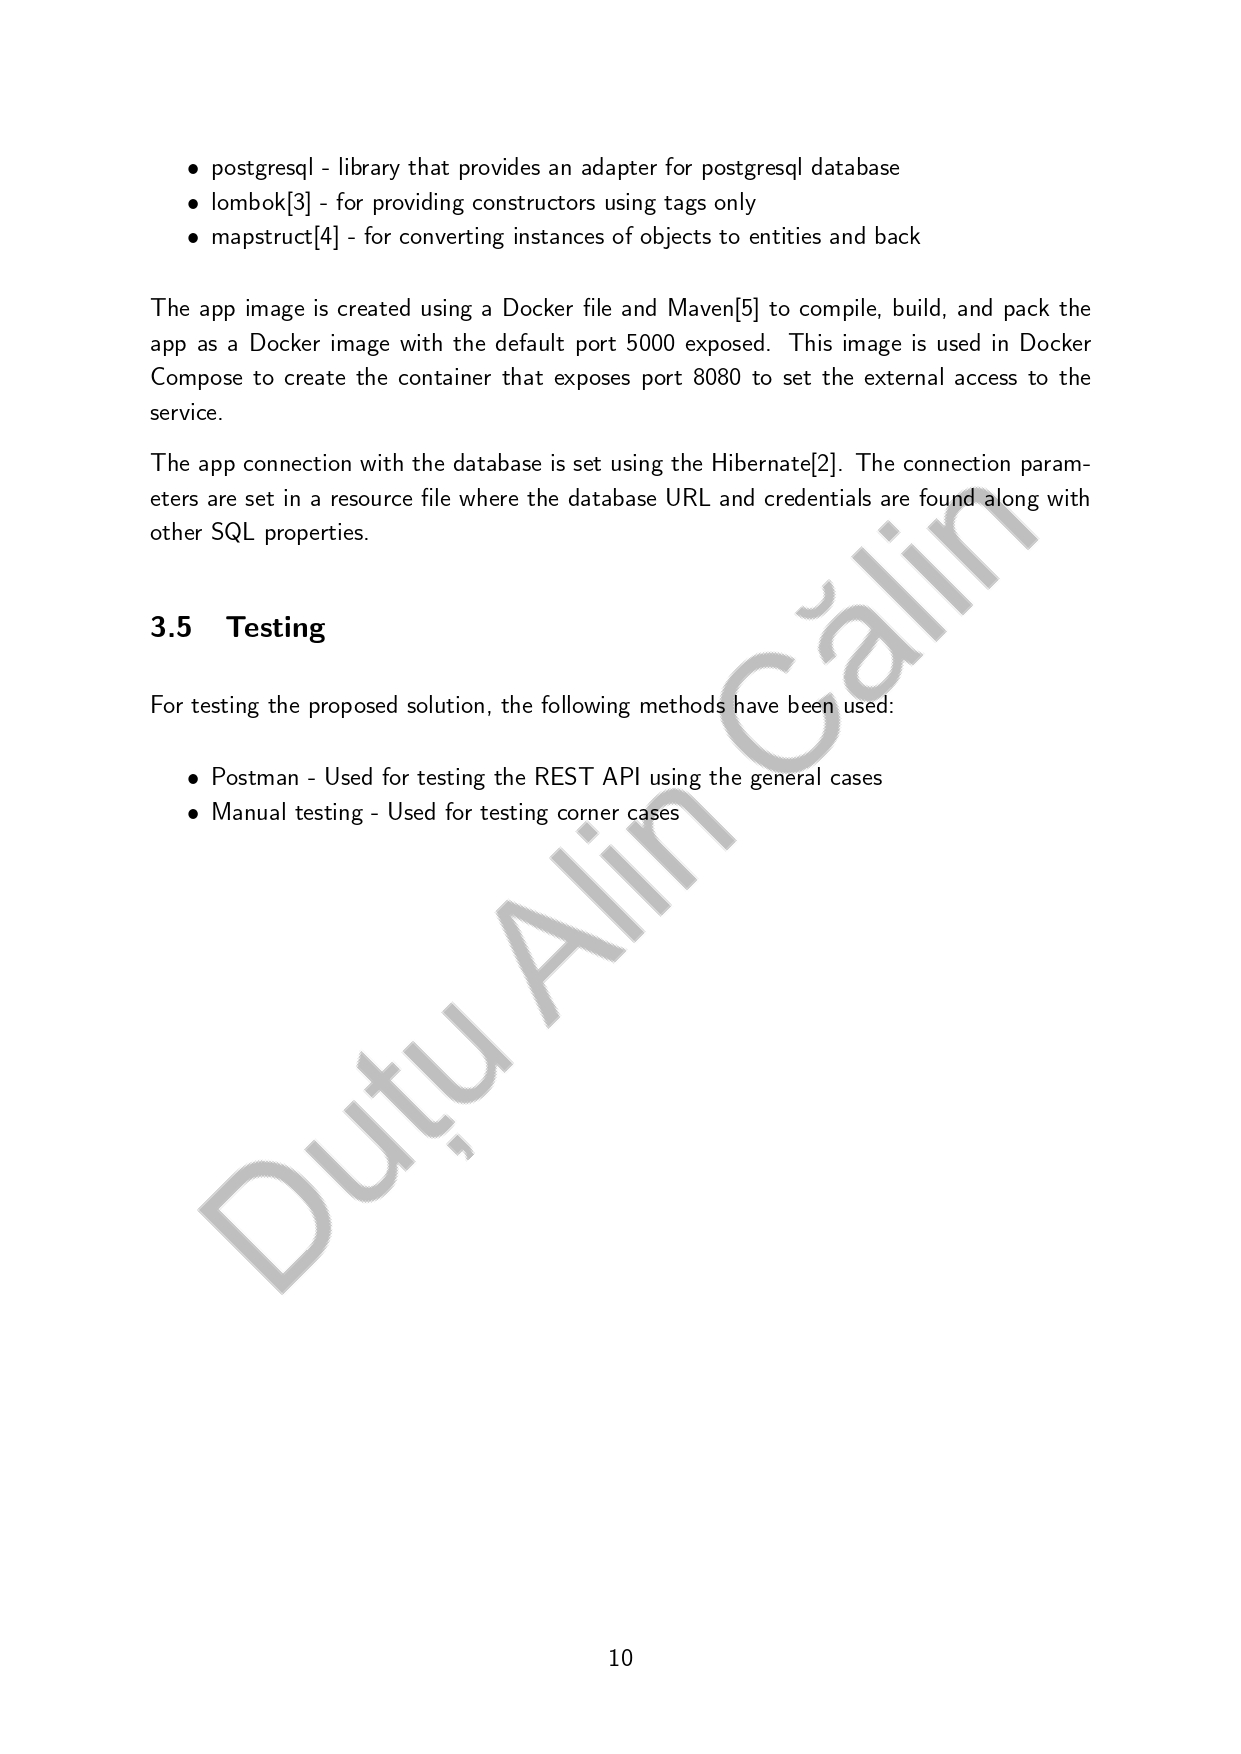 • postgresql - library that provides an adapter for postgresql database
• lombok[3] - for providing constructors using tags only
• mapstruct[4] - for converting instances of objects to entities and back
The app image is created using a Docker file and Maven[5] to compile, build, and pack the
app as a Docker image with the default port 5000 exposed. This image is used in Docker
Compose to create the container that exposes port 8080 to set the external access to the
service.
The app connection with the database is set using the Hibernate[2]. The connection param-
eters are set in a resource file where the database URL and credentials are found along with
other SQL properties.
3.5 Testing
For testing the proposed solution, the following methods have been used:
• Postman - Used for testing the REST API using the general cases
• Manual testing - Used for testing corner cases
Duțu Alin Călin
10